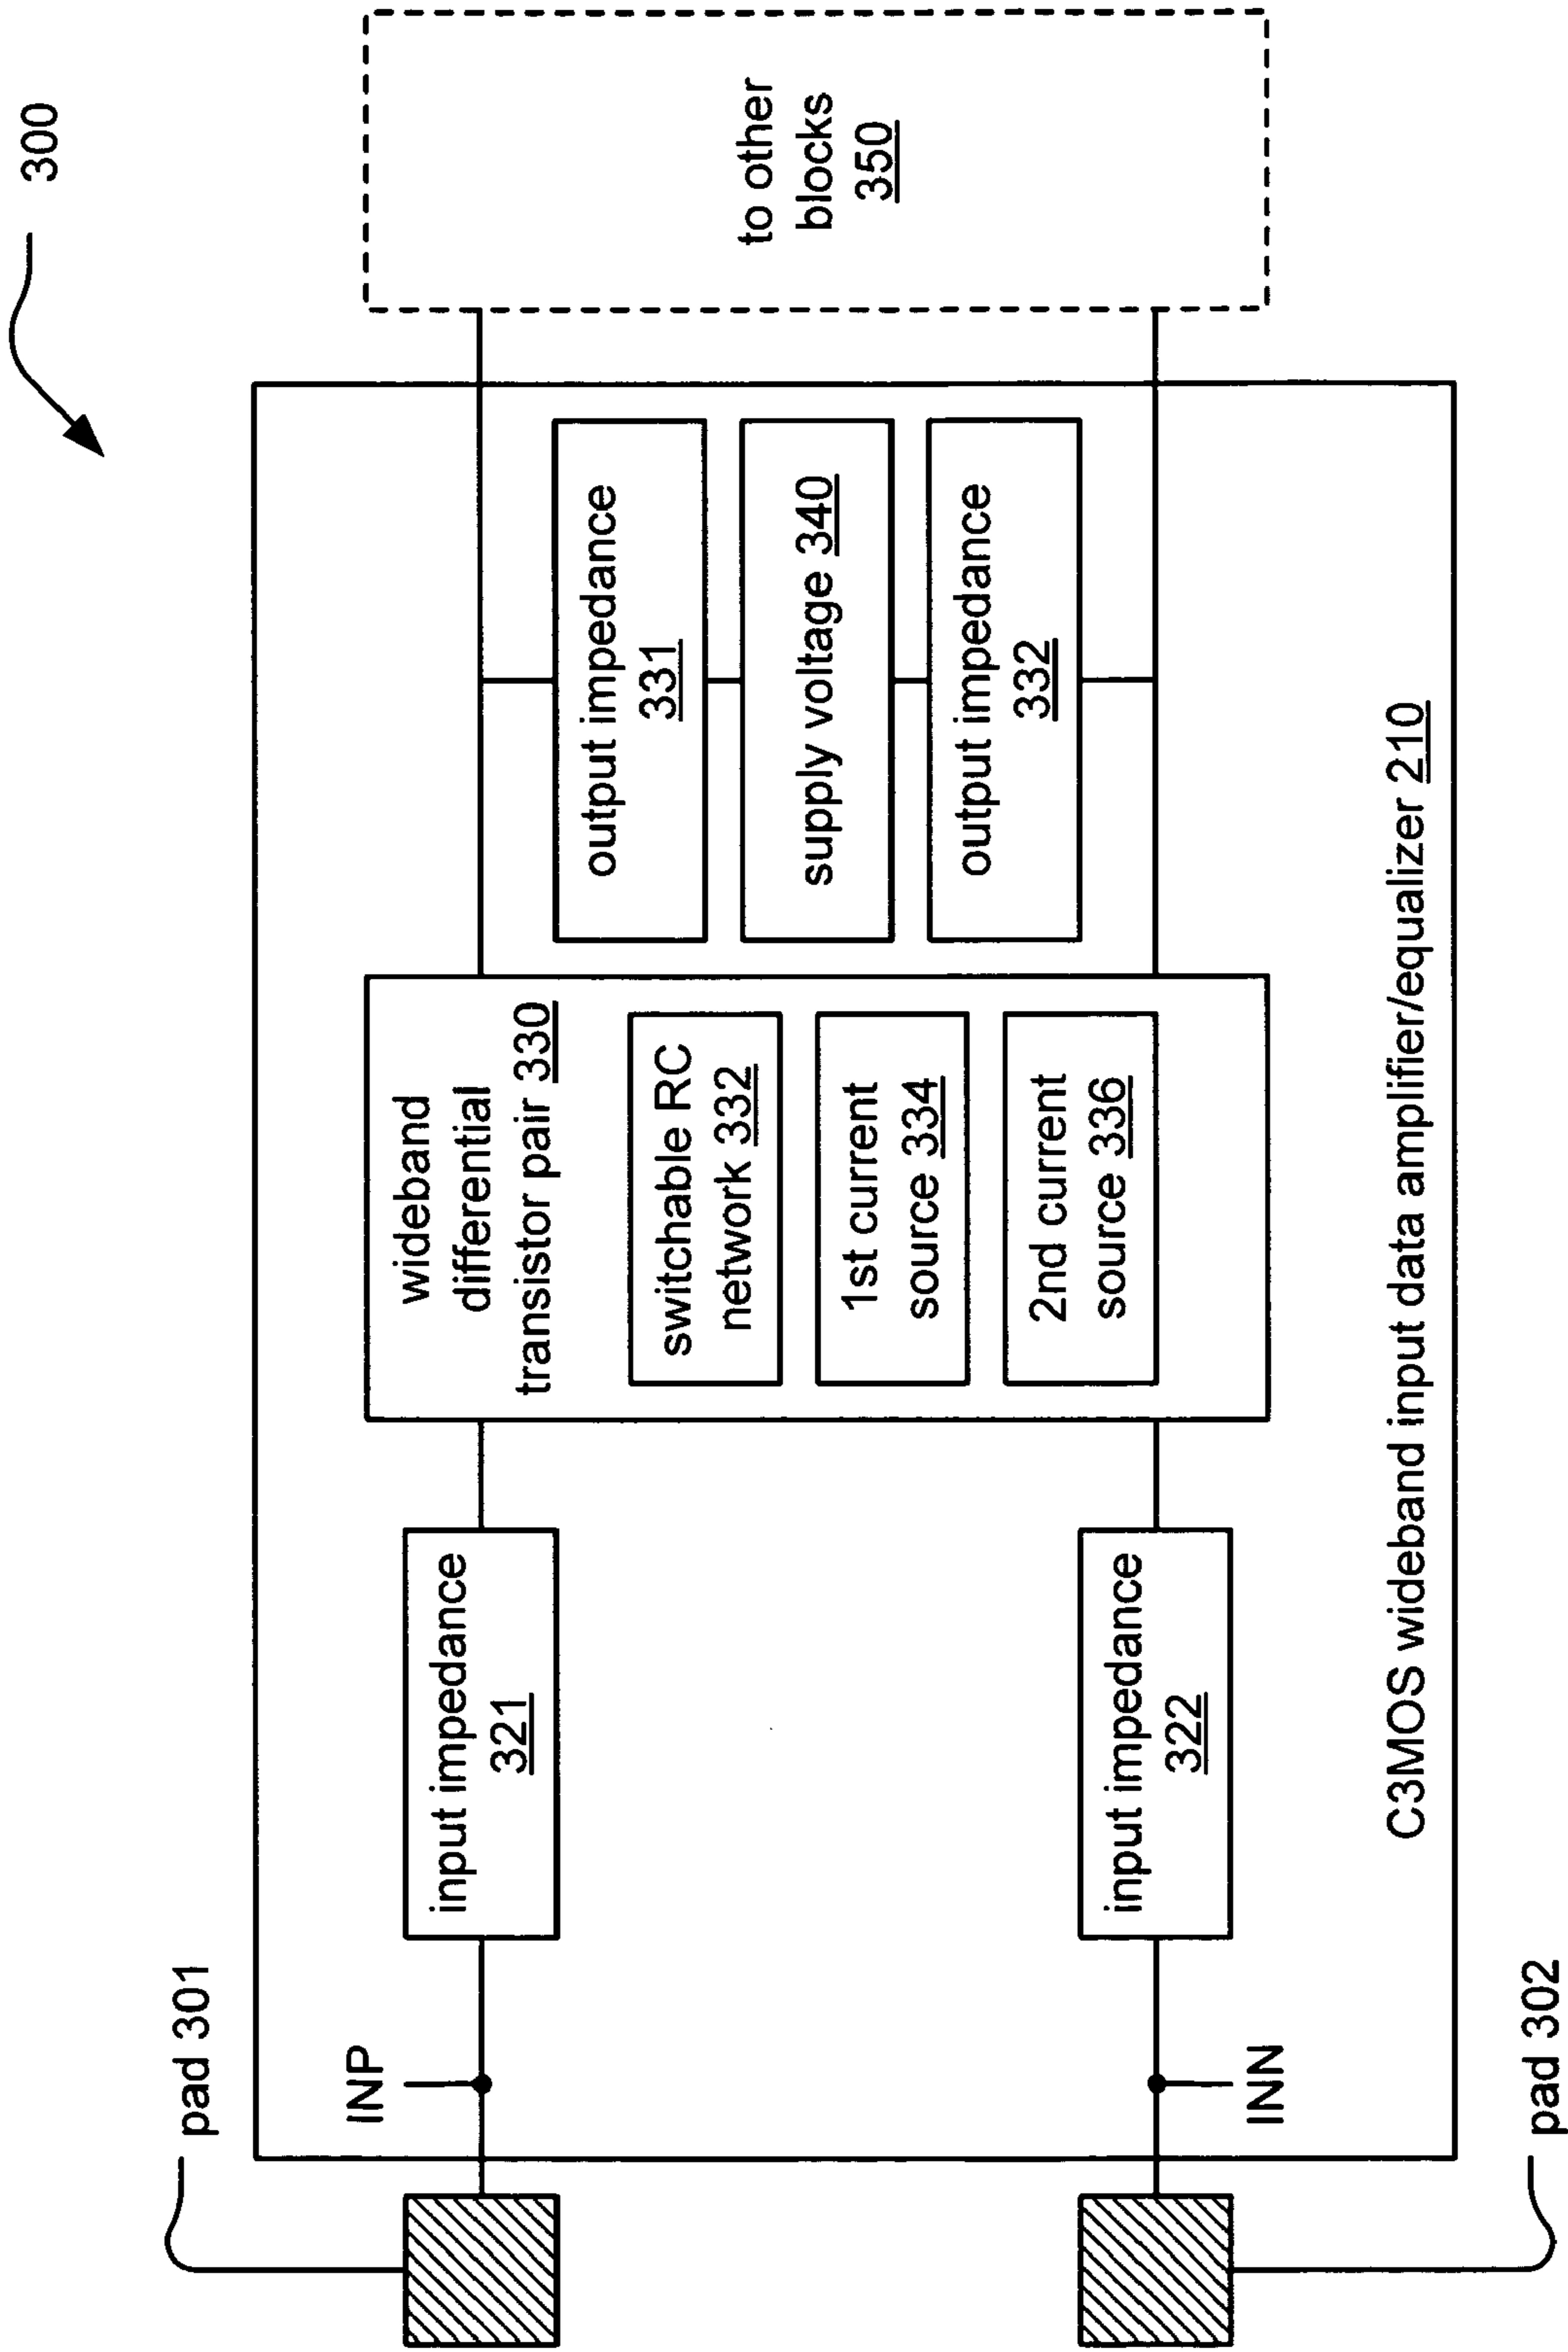 300
pad 301
INP
input impedance
321
wideband
differential
transistor pair 330
switchable RC
network 332
1st current
source 334
2nd current
source 336
output impedance
331
supply voltage 340
output impedance
332
to other
blocks
350
input impedance
322
INN
pad 302
C3MOS wideband input data amplifier/equalizer 210